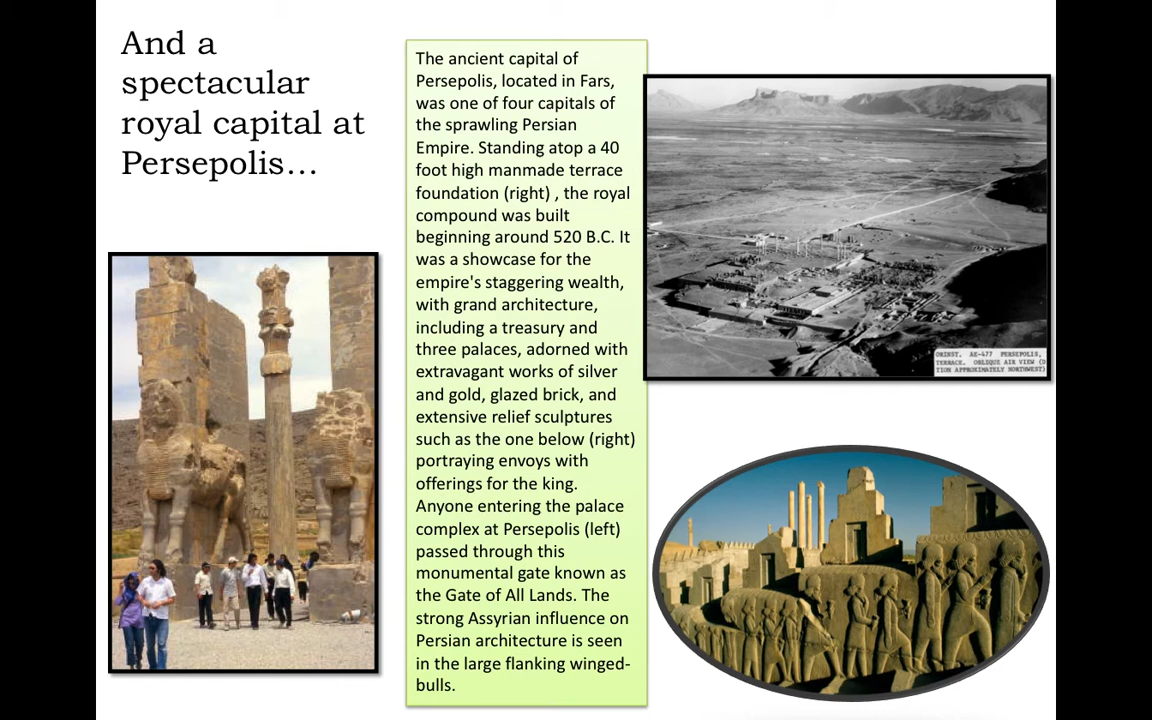 And a
spectacular
royal capital at
Persepolis…
The ancient capital of
Persepolis, located in Fars,
was one of four capitals of
the sprawling Persian
Empire. Standing atop a 40
foot high manmade terrace
foundation (right) , the royal
compound was built
beginning around 520 B.C. It
was a showcase for the
empire's staggering wealth,
with grand architecture,
including a treasury and
three palaces, adorned with
extravagant works of silver
and gold, glazed brick, and
extensive relief sculptures
such as the one below (right)
portraying envoys with
offerings for the king.
Anyone entering the palace
complex at Persepolis (left)
passed through this
monumental gate known as
the Gate of All Lands. The
strong Assyrian influence on
Persian architecture is seen
in the large flanking winged-
bulls.
ORINST. AE-477 PERSEPOLIS,
TERRACE. OBLIQUE AIR VIEW (D
TION APPROXIMATELY NORTHWEST)